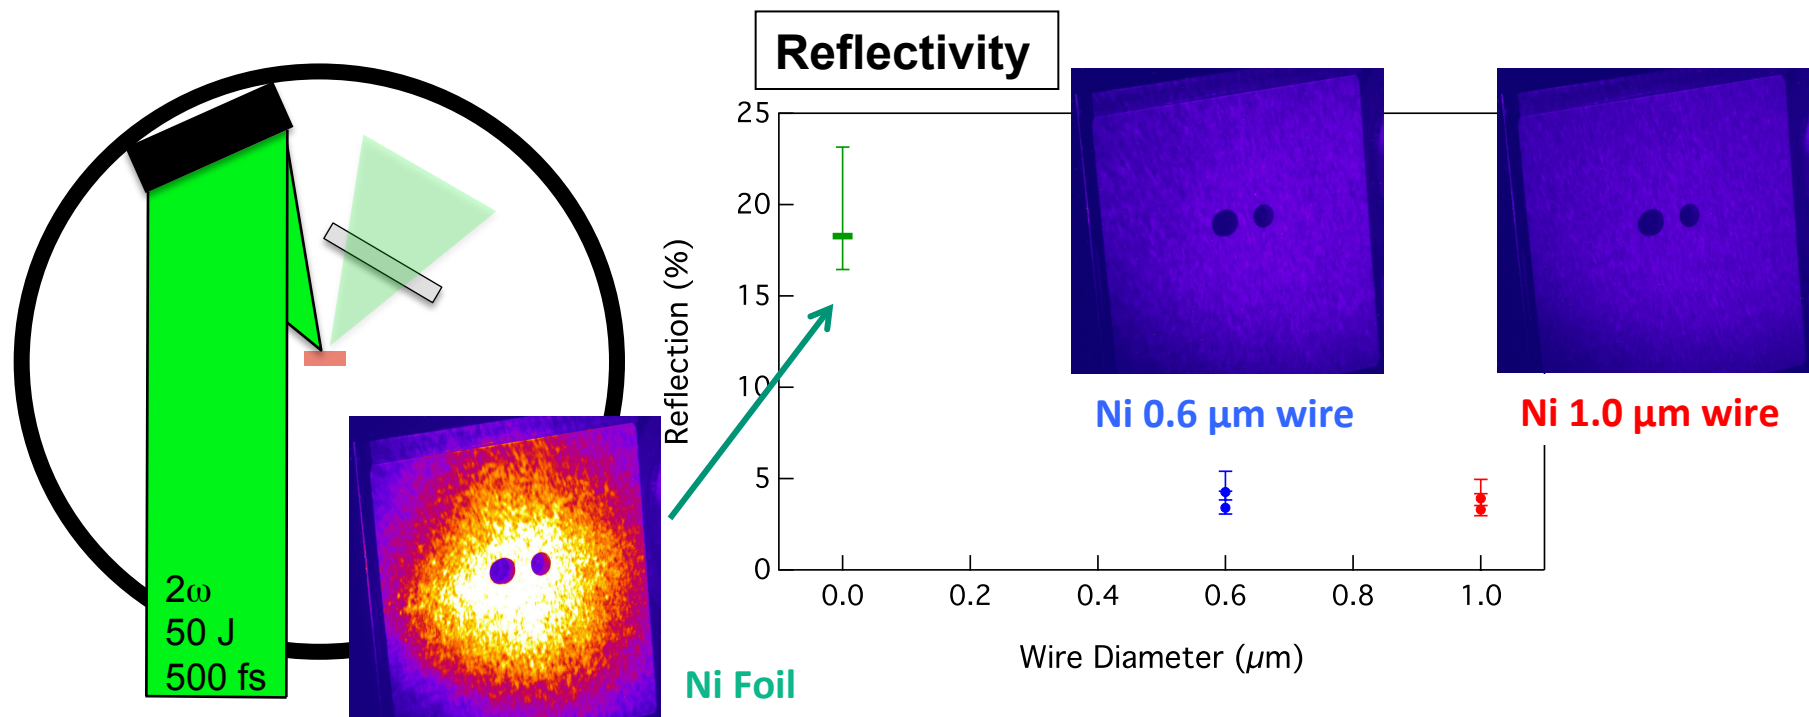 Reflectivity
2ω
50 J
500 fs
Ni Foil
Reflection (%)
25
20
15
10
5
0
0.0 0.2 0.4 0.6 0.8 1.0
Wire Diameter (μm)
Ni 0.6 μm wire
Ni 1.0 μm wire